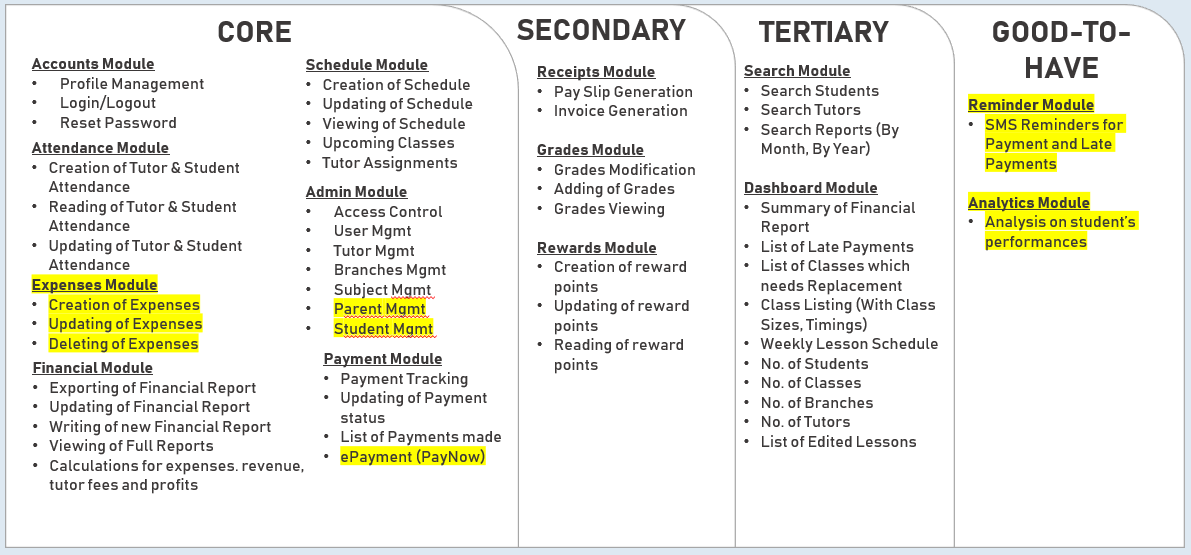 CORE
Accounts Module
• Profile Management
• Login/Logout
• Reset Password
Attendance Module
• Creation of Tutor & Student
Attendance
• Reading of Tutor & Student
Attendance
• Updating of Tutor & Student
Attendance
Expenses Module
• Creation of Expenses
• Updating of Expenses
• Deleting of Expenses
Financial Module
• Exporting of Financial Report
• Updating of Financial Report
• Writing of new Financial Report
• Viewing of Full Reports
• Calculations for expenses. revenue,
tutor fees and profits
Schedule Module
• Creation of Schedule
• Updating of Schedule
• Viewing of Schedule
• Upcoming Classes
• Tutor Assignments
Admin Module
• Access Control
• User Mgmt
• Tutor Mgmt
• Branches Mgmt
• Subject Mgmt
• Parent Mgmt
• Student Mgmt
Payment Module
• Payment Tracking
• Updating of Payment
status
• List of Payments made
• ePayment (PayNow)
SECONDARY
Receipts Module
• Pay Slip Generation
• Invoice Generation
Grades Module
• Grades Modification
• Adding of Grades
• Grades Viewing
Rewards Module
• Creation of reward
points
• Updating of reward
points
• Reading of reward
points
TERTIARY
Search Module
• Search Students
• Search Tutors
• Search Reports (By
Month, By Year)
Dashboard Module
• Summary of Financial
Report
• List of Late Payments
• List of Classes which
needs Replacement
• Class Listing (With Class
Sizes, Timings)
• Weekly Lesson Schedule
• No. of Students
• No. of Classes
• No. of Branches
• No. of Tutors
• List of Edited Lessons
GOOD-TO-
HAVE
Reminder Module
• SMS Reminders for
Payment and Late
Payments
Analytics Module
• Analysis on student's
performances